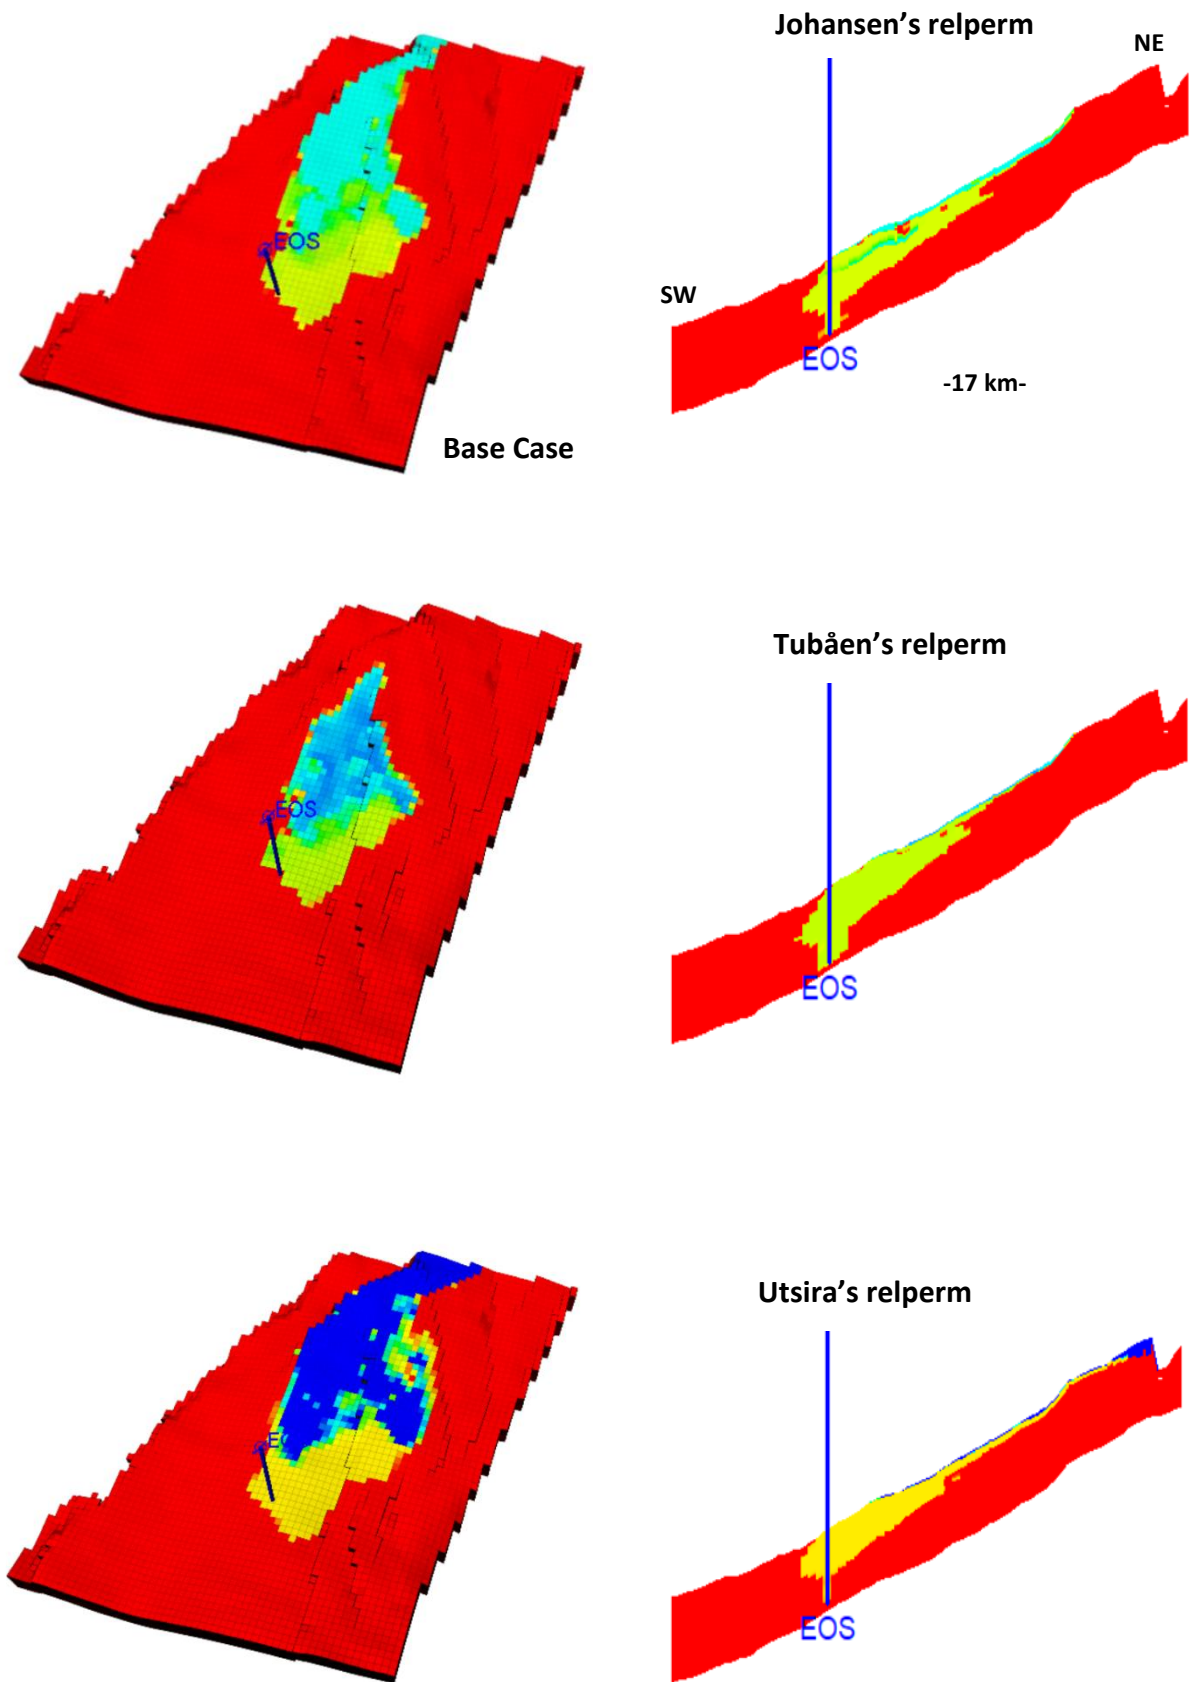 Johansen's relperm
NE
EOS
SW
EOS
-17 km-
Base Case
Tubåen's relperm
EOS
EOS
Utsira's relperm
EOS